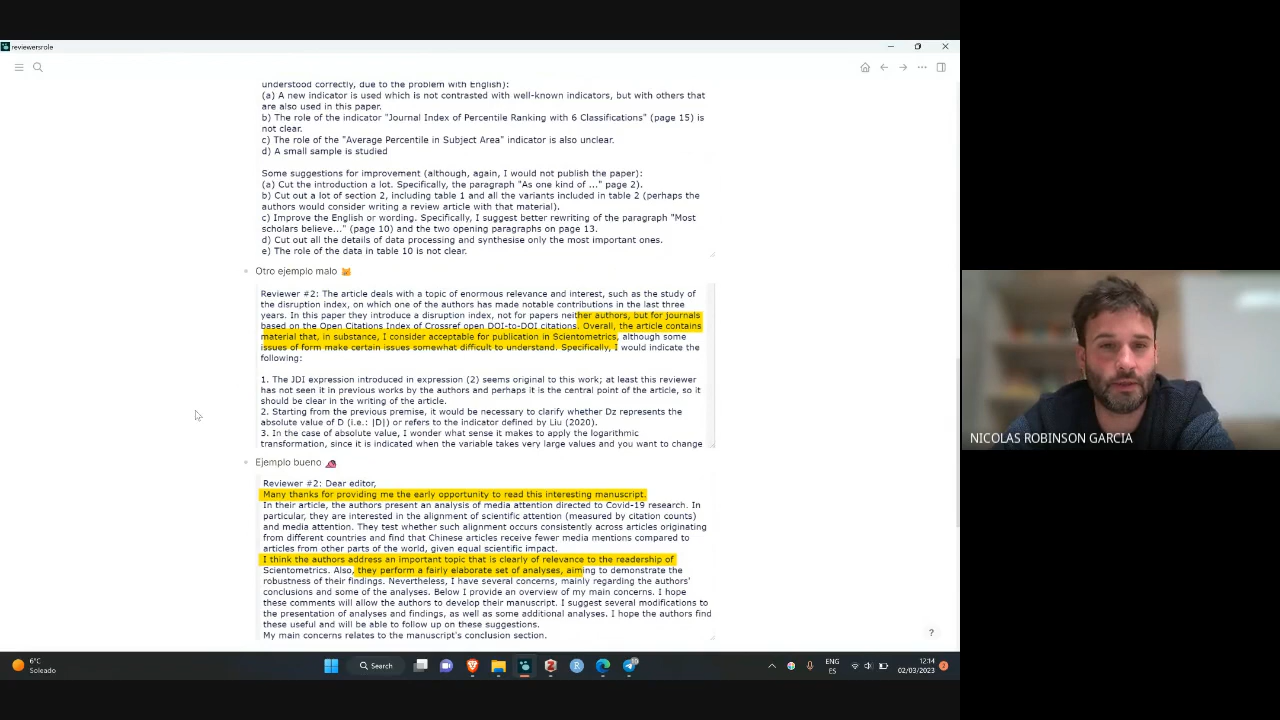 reviewersrole
understood correctly, due to the problem with English):
(a) A new indicator is used which is not contrasted with well-known indicators, but with others that
are also used in this paper.
b) The role of the indicator "Journal Index of Percentile Ranking with 6 Classifications" (page 15) is
not clear.
c) The role of the "Average Percentile in Subject Area" indicator is also unclear.
d) A small sample is studied
Some suggestions for improvement (although, again, I would not publish the paper):
(a) Cut the introduction a lot. Specifically, the paragraph "As one kind of ..." page 2).
b) Cut out a lot of section 2, including table 1 and all the variants included in table 2 (perhaps the
authors would consider writing a review article with that material).
c) Improve the English or wording. Specifically, I suggest better rewriting of the paragraph "Most
scholars believe..." (page 10) and the two opening paragraphs on page 13.
d) Cut out all the details of data processing and synthesise only the most important ones.
e) The role of the data in table 10 is not clear.
Otro ejemplo malo
Reviewer #2: The article deals with a topic of enormous relevance and interest, such as the study of
the disruption index, on which one of the authors has made notable contributions in the last three
years. In this paper they introduce a disruption index, not for papers neither authors, but for journals
based on the Open Citations Index of Crossref open DOI-to-DOI citations. Overall, the article contains
material that, in substance, I consider acceptable for publication in Scientometrics, although some
issues of form make certain issues somewhat difficult to understand. Specifically, I would indicate the
following:
1. The JDI expression introduced in expression (2) seems original to this work; at least this reviewer
has not seen it in previous works by the authors and perhaps it is the central point of the article, so it
should be clear in the writing of the article.
2. Starting from the previous premise, it would be necessary to clarify whether Dz represents the
absolute value of D (i.e.: |D|) or refers to the indicator defined by Liu (2020).
3. In the case of absolute value, I wonder what sense it makes to apply the logarithmic
transformation, since it is indicated when the variable takes very large values and you want to change
Ejemplo bueno
Reviewer #2: Dear editor,
Many thanks for providing me the early opportunity to read this interesting manuscript.
In their article, the authors present an analysis of media attention directed to Covid-19 research. In
particular, they are interested in the alignment of scientific attention (measured by citation counts)
and media attention. They test whether such alignment occurs consistently across articles originating
from different countries and find that Chinese articles receive fewer media mentions compared to
articles from other parts of the world, given equal scientific impact.
I think the authors address an important topic that is clearly of relevance to the readership of
Scientometrics. Also, they perform a fairly elaborate set of analyses, aiming to demonstrate the
robustness of their findings. Nevertheless, I have several concerns, mainly regarding the authors'
conclusions and some of the analyses. Below I provide an overview of my main concerns. I hope
these comments will allow the authors to develop their manuscript. I suggest several modifications to
the presentation of analyses and findings, as well as some additional analyses. I hope the authors find
these useful and will be able to follow up on these suggestions.
My main concerns relates to the manuscript's conclusion section.
?
NICOLAS ROBINSON GARCIA
6°C
Soleado
Search
R
ENG
ES
12:14
02/03/2023